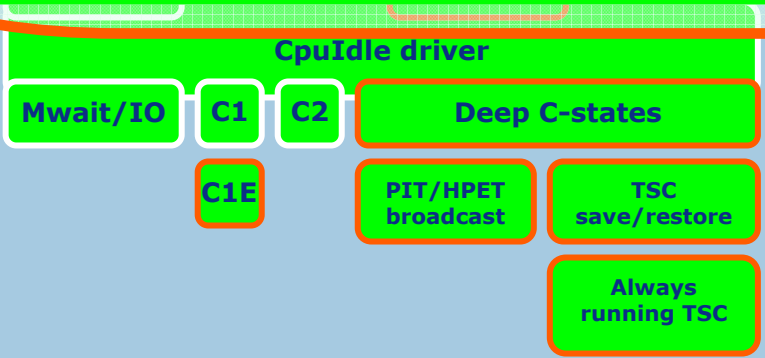 CpuIdle driver
Mwait/IO
C1
C2
Deep C-states
C1E
PIT/HPET
broadcast
TSC
save/restore
Always
running TSC